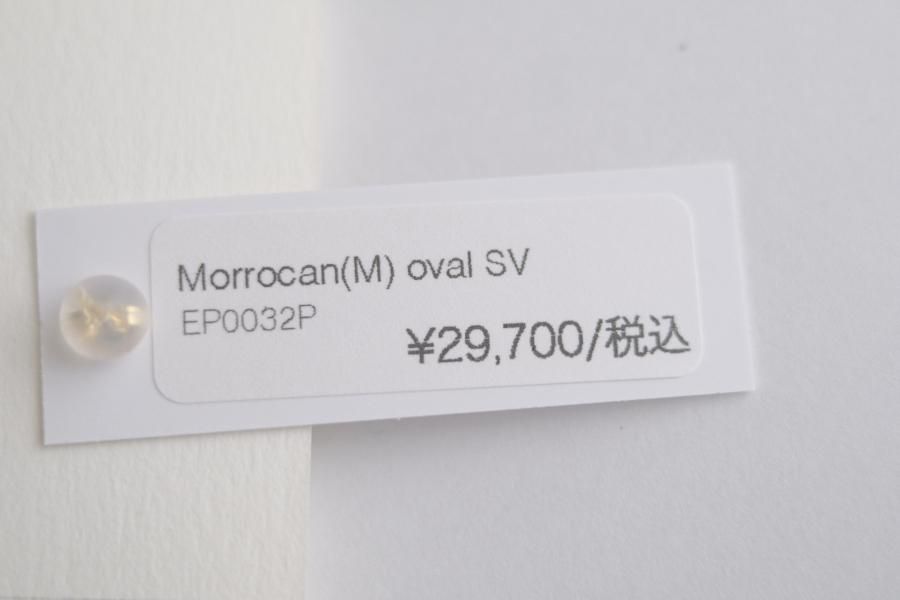 Morrocan(M) oval SV
EP0032P
¥29,700/税込